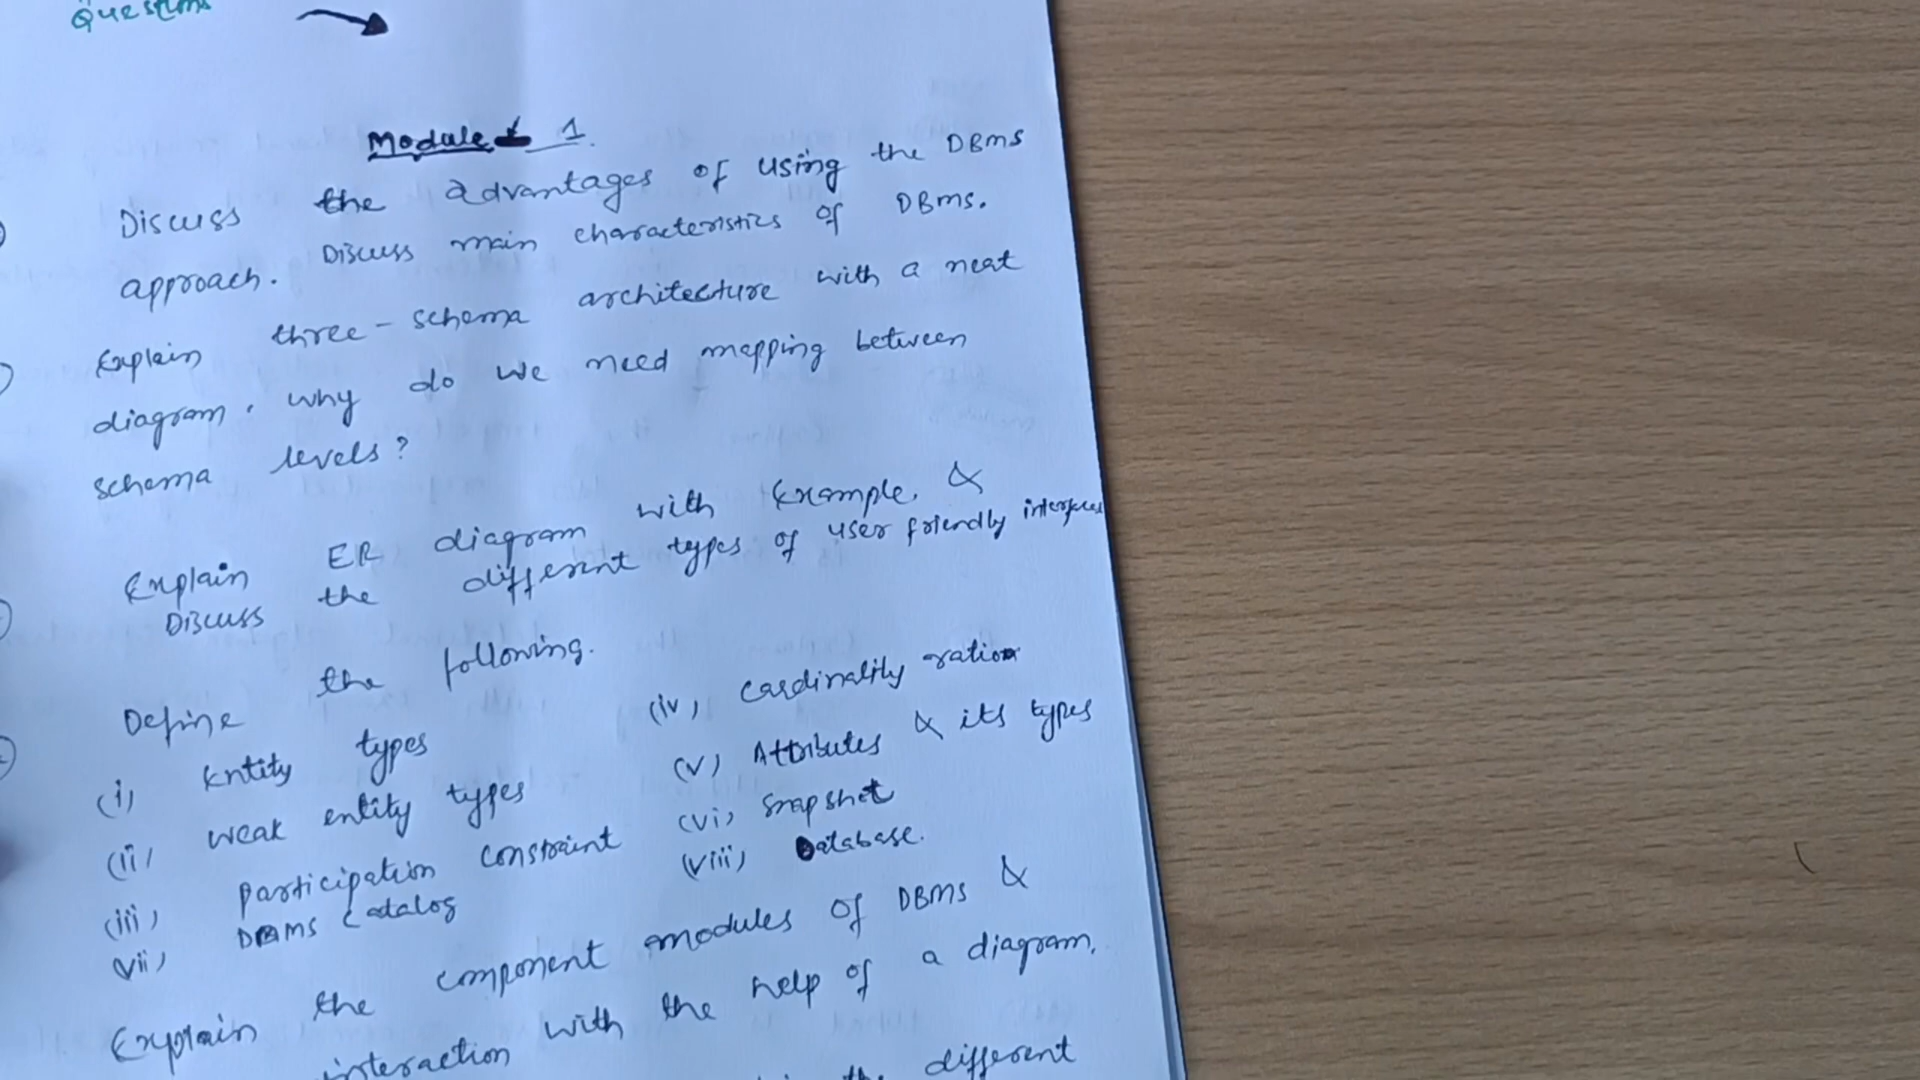 Questions
Module 1.
Discuss the advantages of using the DBMS
approach. Discuss main characteristics of DBMS.
Explain three-schema architecture with a neat
diagram. Why do we need mapping between
schema levels?
Explain ER diagram with Example. &
Discuss the different types of user friendly interfaces
Define the following.
(i) Entity types (iv) Cardinality ratio
(ii) weak entity types (v) Attributes & its types
(iii) Participation constraint (vi) Snapshot
(vii) DBMS Catalog (viii) Database.
Explain the component modules of DBMS &
interaction with the help of a diagram.
the different